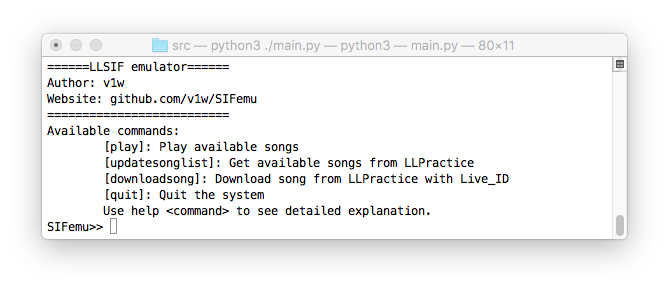 src — python3 ./main.py — python3 — main.py — 80×11
======LLSIF emulator======
Author: v1w
Website: github.com/v1w/SIFemu
==========================
Available commands:
[play]: Play available songs
[updatesonglist]: Get available songs from LLPractice
[downloadsong]: Download song from LLPractice with Live_ID
[quit]: Quit the system
Use help <command> to see detailed explanation.
SIFemu>>